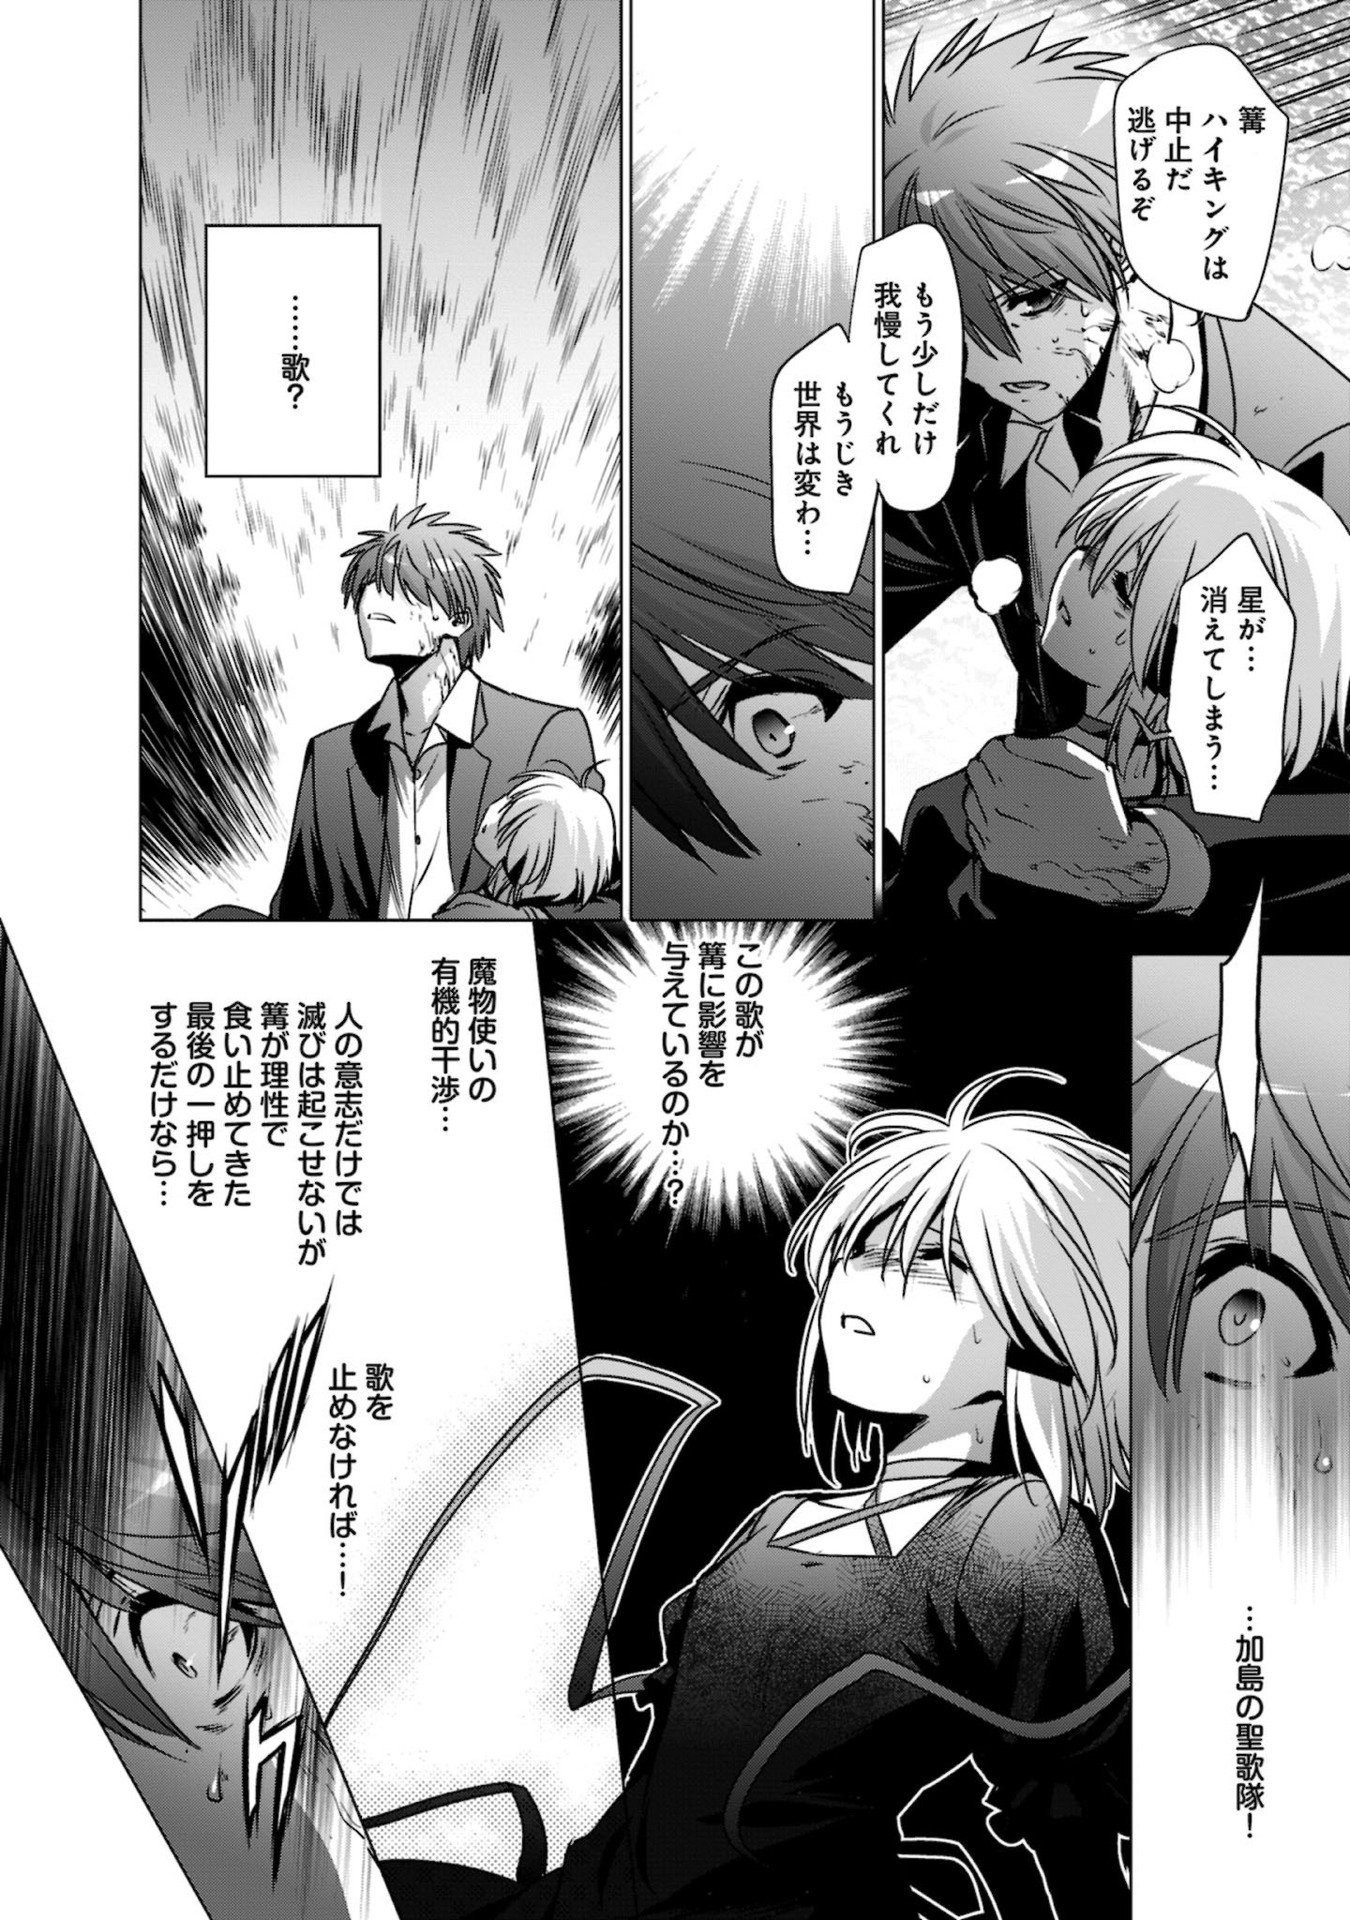 篝
ハイキングは
中止だ
逃げるぞ
星が…
消えてしまう…
もう少しだけ
我慢してくれ
もうじき
世界は変わ…
……歌?
…加島の聖歌隊!
この歌が
篝に影響を
与えているのか…?
魔物使いの
有機的干渉…
人の意志だけでは
滅びは起こせないが
篝が理性で
食い止めてきた
最後の一押しを
するだけなら…
歌を
止めなければ…!
ガッ